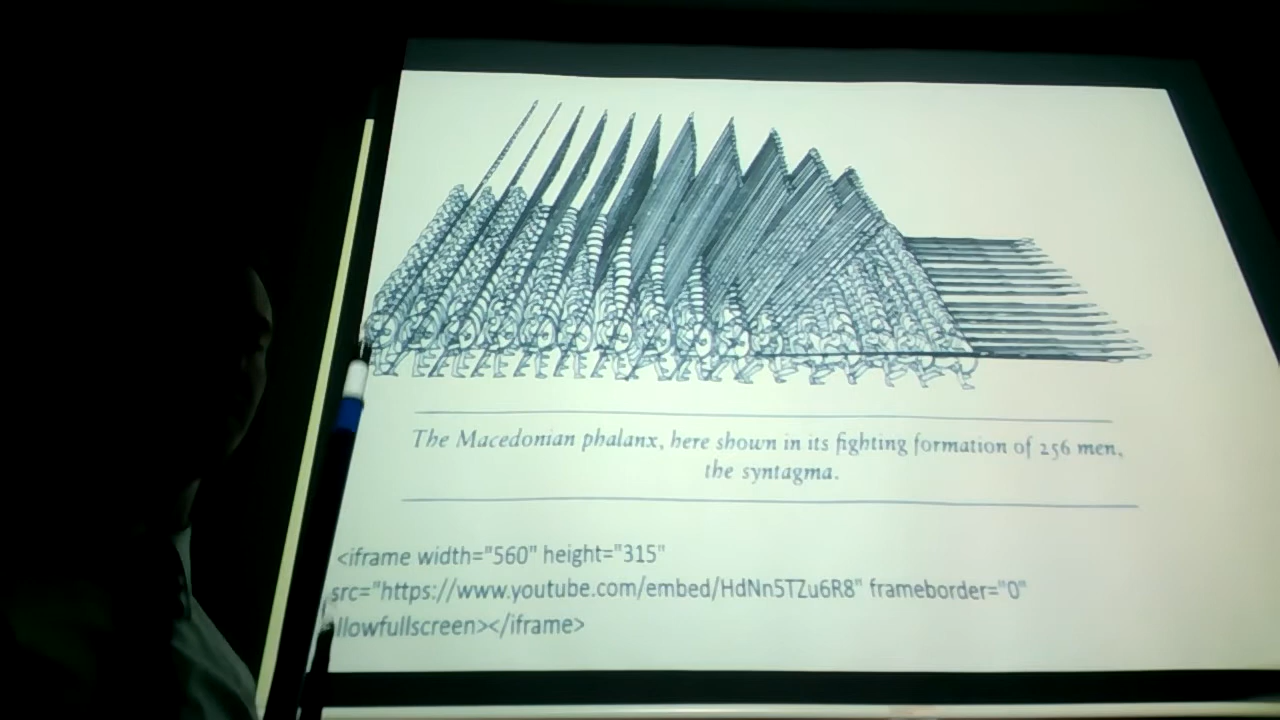 The Macedonian phalanx, here shown in its fighting formation of 256 men,
the syntagma.
<iframe width="560" height="315"
src="https://www.youtube.com/embed/HdNn5TZu6R8" frameborder="0"
llowfullscreen></iframe>